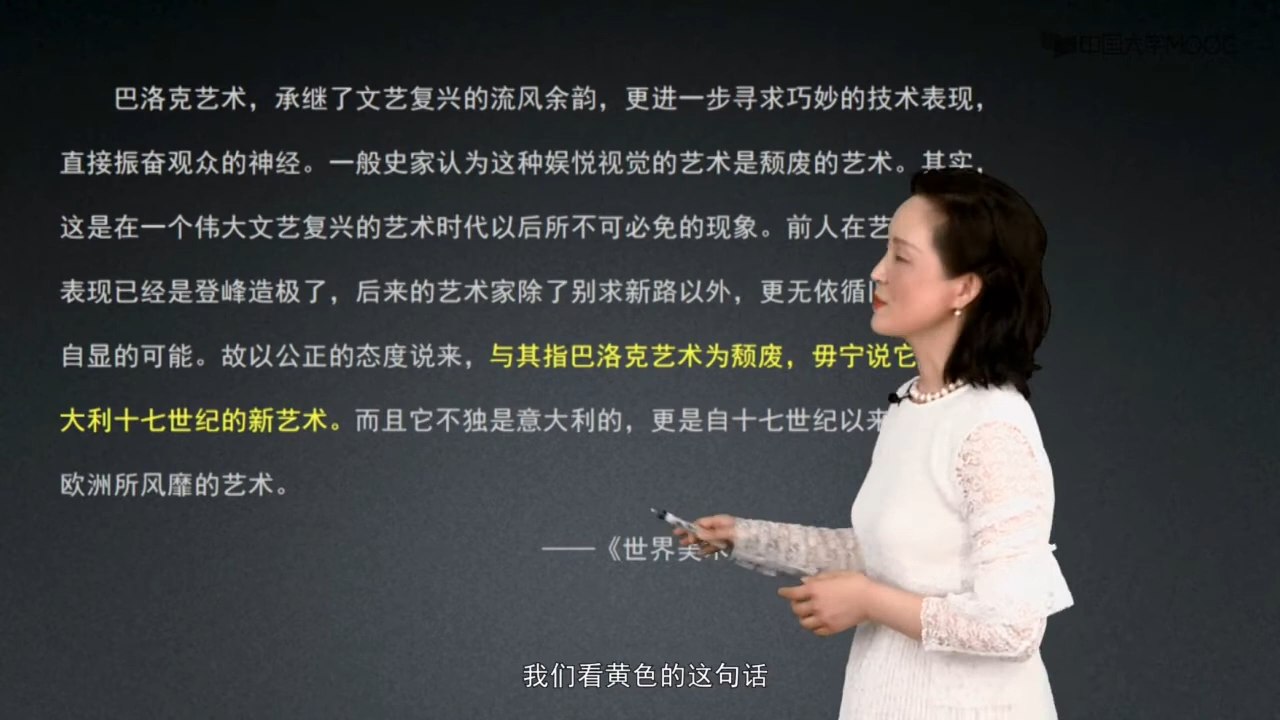 中国大学MOOC
巴洛克艺术，承继了文艺复兴的流风余韵，更进一步寻求巧妙的技术表现，
直接振奋观众的神经。一般史家认为这种娱悦视觉的艺术是颓废的艺术。其实，
这是在一个伟大文艺复兴的艺术时代以后所不可必免的现象。前人在艺
表现已经是登峰造极了，后来的艺术家除了别求新路以外，更无依循
自显的可能。故以公正的态度说来，与其指巴洛克艺术为颓废，毋宁说它
大利十七世纪的新艺术。而且它不独是意大利的，更是自十七世纪以来
欧洲所风靡的艺术。
——《世界美术
我们看黄色的这句话